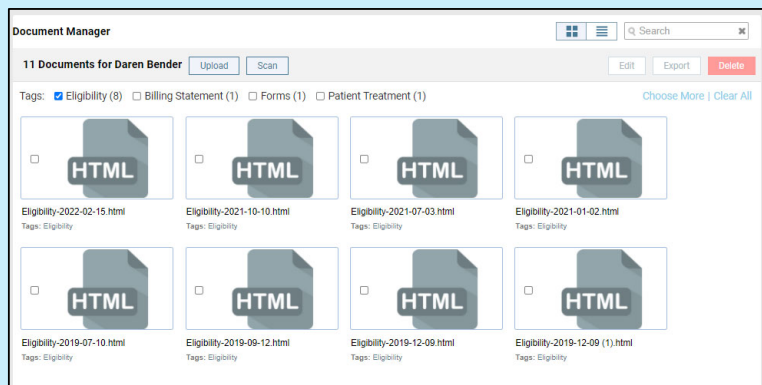 Document Manager
Search
11 Documents for Daren Bender Upload Scan Edit Export Delete
Tags: Eligibility (8) Billing Statement (1) Forms (1) Patient Treatment (1) Choose More | Clear All
HTML HTML HTML HTML
Eligibility-2022-02-15.html Eligibility-2021-10-10.html Eligibility-2021-07-03.html Eligibility-2021-01-02.html
Tags: Eligibility Tags: Eligibility Tags: Eligibility Tags: Eligibility
HTML HTML HTML HTML
Eligibility-2019-07-10.html Eligibility-2019-09-12.html Eligibility-2019-12-09.html Eligibility-2019-12-09 (1).html
Tags: Eligibility Tags: Eligibility Tags: Eligibility Tags: Eligibility